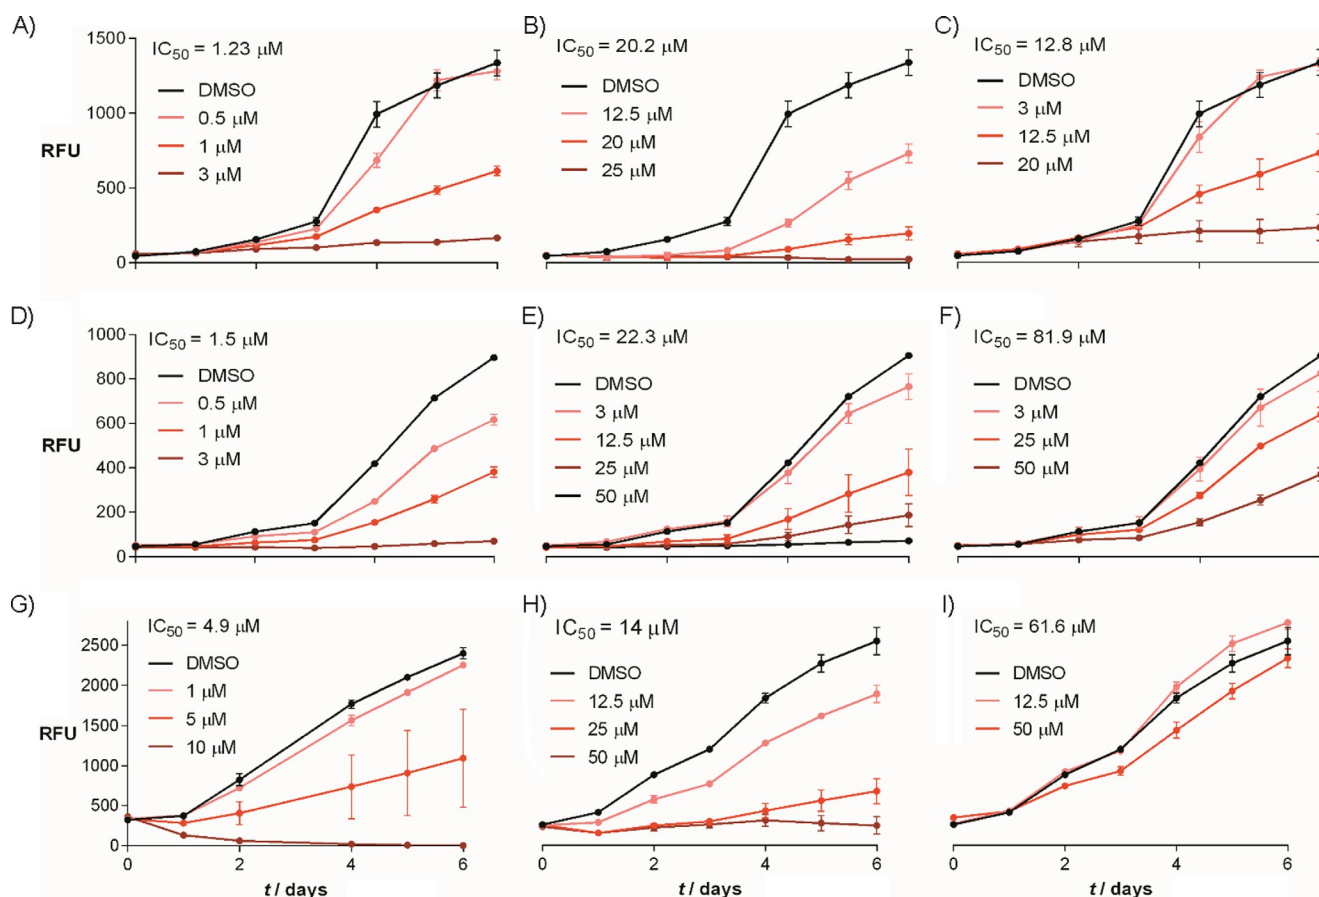 A)
IC50 = 1.23 µM
DMSO
0.5 µM
1 µM
3 µM
RFU
1500
1000
500
0
B)
IC50 = 20.2 µM
DMSO
12.5 µM
20 µM
25 µM
C)
IC50 = 12.8 µM
DMSO
3 µM
12.5 µM
20 µM
D)
IC50 = 1.5 µM
DMSO
0.5 µM
1 µM
3 µM
RFU
1000
800
600
400
200
0
E)
IC50 = 22.3 µM
DMSO
3 µM
12.5 µM
25 µM
50 µM
F)
IC50 = 81.9 µM
DMSO
3 µM
25 µM
50 µM
G)
IC50 = 4.9 µM
DMSO
1 µM
5 µM
10 µM
RFU
2500
2000
1500
1000
500
0
0 2 4 6
t / days
H)
IC50 = 14 µM
DMSO
12.5 µM
25 µM
50 µM
0 2 4 6
t / days
I)
IC50 = 61.6 µM
DMSO
12.5 µM
50 µM
0 2 4 6
t / days